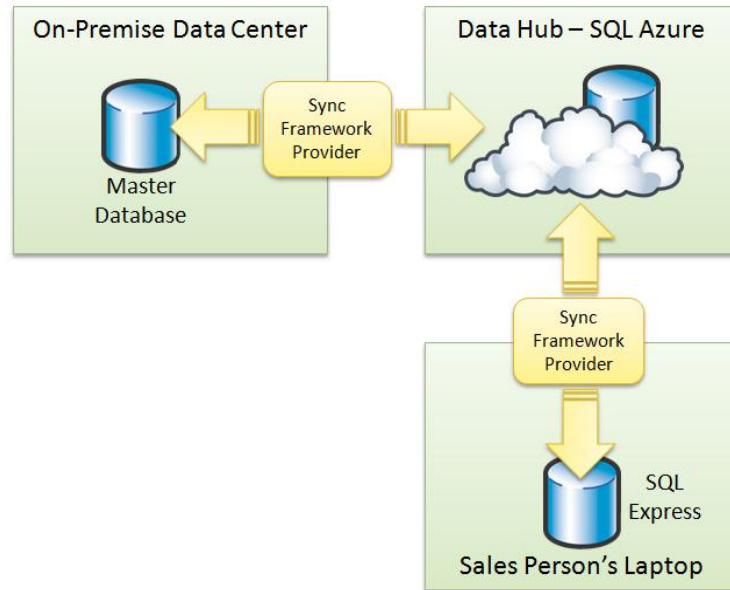 On-Premise Data Center
Data Hub – SQL Azure
Sync
Framework
Provider
Master
Database
Sync
Framework
Provider
SQL
Express
Sales Person's Laptop